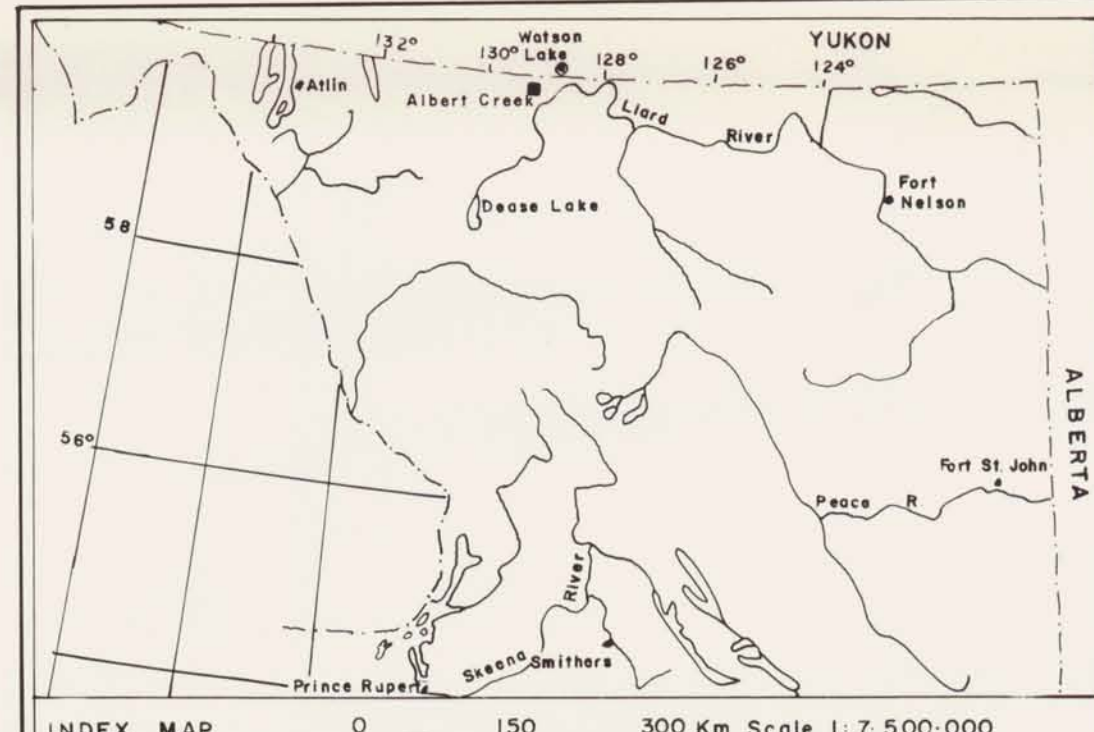 132°
130°
Watson
Lake
128°
126°
YUKON
124°
Atlin
Albert Creek
Liard
River
Fort
Nelson
Dease Lake
58
ALBERTA
56°
Fort St. John
Peace R.
River
Skeena
Smithers
Prince Rupert
INDEX MAP 0 150 300 Km Scale 1:7,500,000